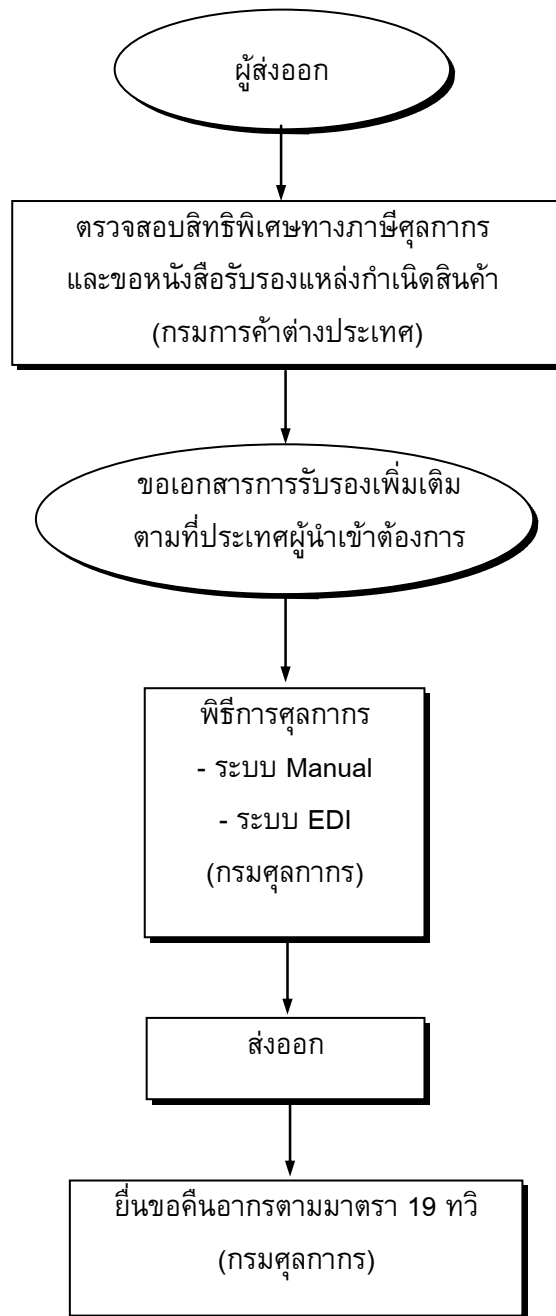 ผู้ส่งออก
ตรวจสอบสิทธิพิเศษทางภาษีศุลกากร
และขอหนังสือรับรองแหล่งกำเนิดสินค้า
(กรมการค้าต่างประเทศ)
ขอเอกสารการรับรองเพิ่มเติม
ตามที่ประเทศผู้นำเข้าต้องการ
พิธีการศุลกากร
- ระบบ Manual
- ระบบ EDI
(กรมศุลกากร)
ส่งออก
ยื่นขอคืนอากรตามมาตรา 19 ทวิ
(กรมศุลกากร)